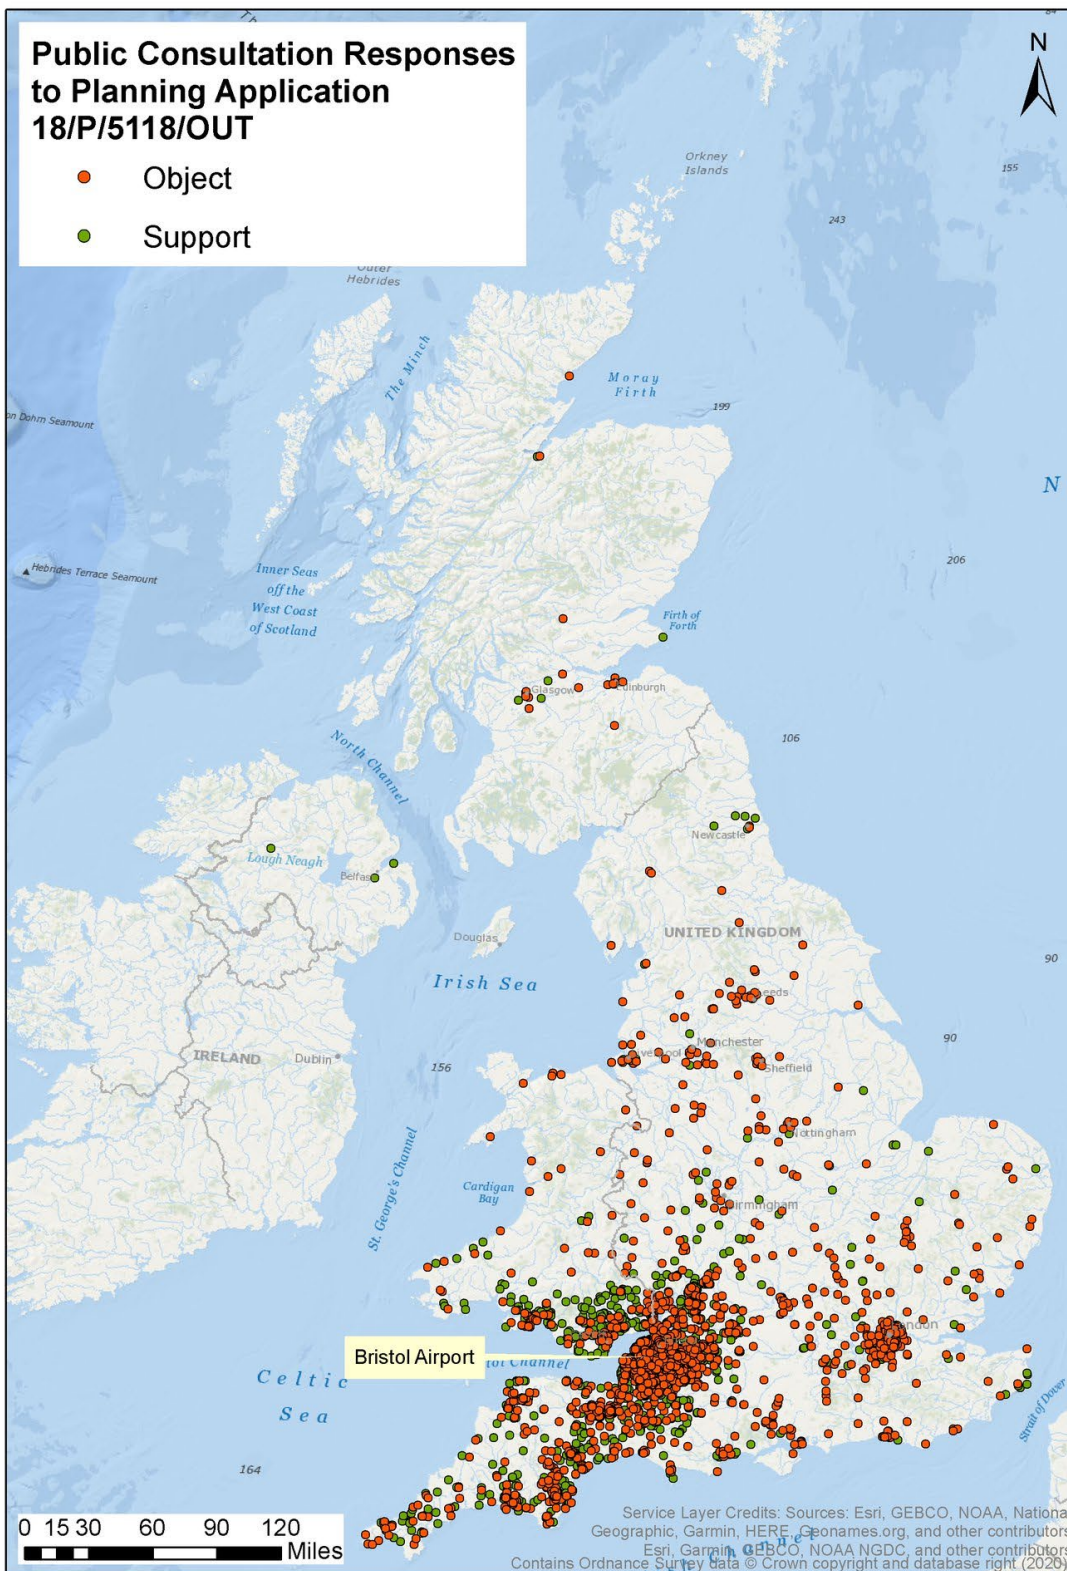 Public Consultation Responses
to Planning Application
18/P/5118/OUT
Object
Support
N
84
Orkney
Islands
155
243
Outer
Hebrides
The Minch
Moray
Firth
199
Dohrn Seamount
N
Hebrides Terrace Seamount
206
Inner Seas
off the
West Coast
of Scotland
Firth of
Forth
Glasgow
Edinburgh
North Channel
106
Newcastle
Lough Neagh
Belfast
UNITED KINGDOM
Douglas
Irish Sea
90
Leeds
IRELAND
Dublin
156
Liverpool
Manchester
90
Sheffield
Nottingham
St. George's Channel
Cardigan
Bay
Birmingham
London
Bristol Airport
Channel
Celtic
Sea
Strait of Dover
164
0 15 30 60 90 120
Miles
Service Layer Credits: Sources: Esri, GEBCO, NOAA, National
Geographic, Garmin, HERE, Geonames.org, and other contributors
Esri, Garmin, GEBCO, NOAA NGDC, and other contributors
Contains Ordnance Survey data © Crown copyright and database right (2020)